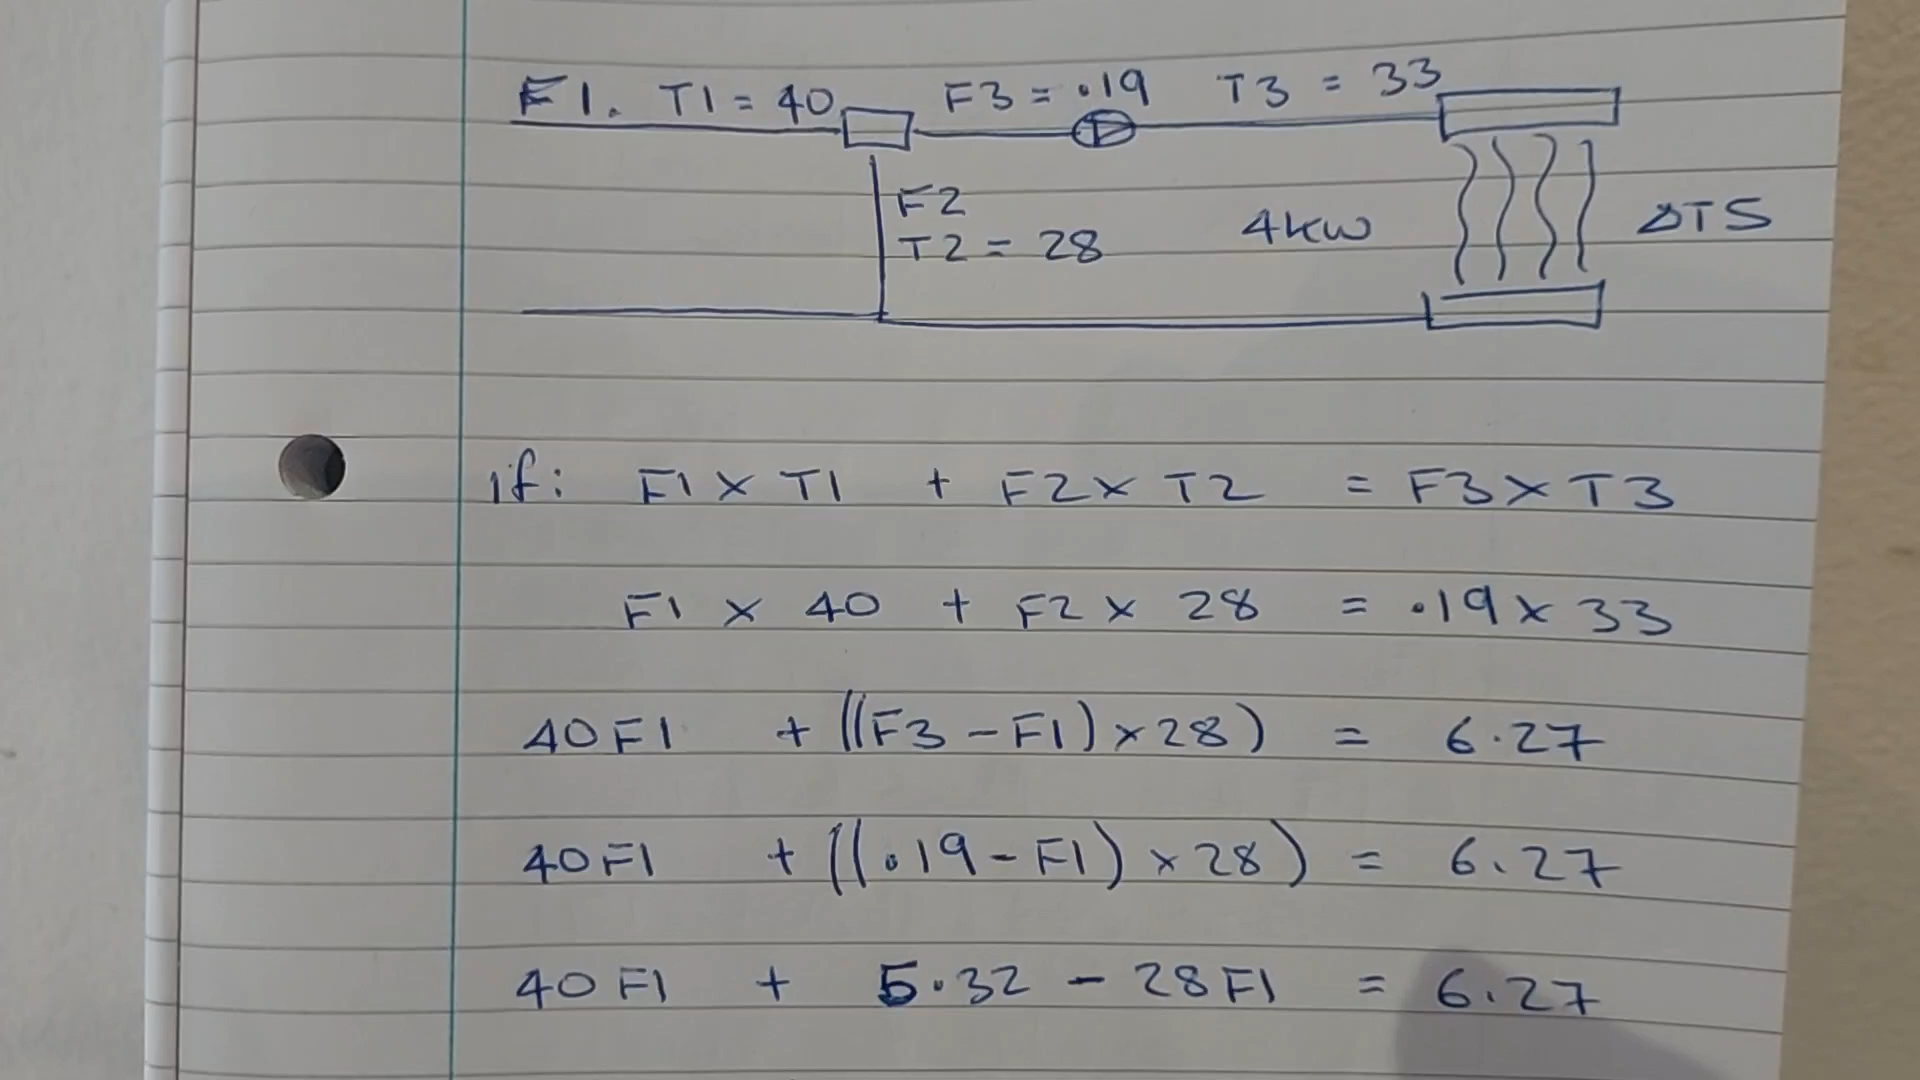 F1. T1 = 40 F3 = .19 T3 = 33
F2
T2 = 28 4kw ΔT5
if: F1 × T1 + F2 × T2 = F3 × T3
F1 × 40 + F2 × 28 = .19 × 33
40F1 + ((F3 - F1) × 28) = 6.27
40F1 + ((.19 - F1) × 28) = 6.27
40F1 + 5.32 - 28F1 = 6.27